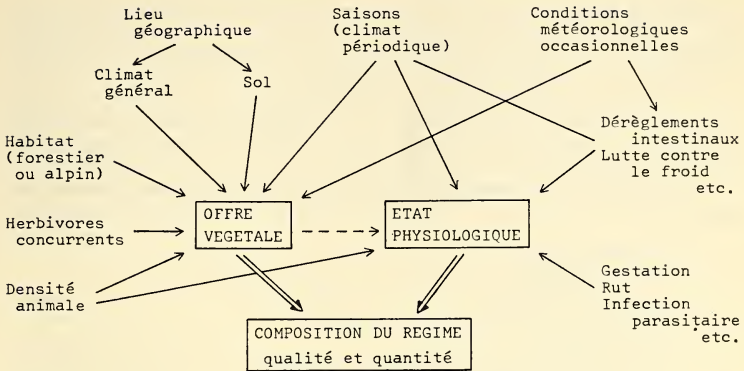 Lieu
géographique
Saisons
(climat
périodique)
Conditions
météorologiques
occasionnelles
Climat
général
Sol
Habitat
(forestier
ou alpin)
Dérèglements
intestinaux
Lutte contre
le froid
etc.
Herbivores
concurrents
OFFRE
VEGETALE
ETAT
PHYSIOLOGIQUE
Densité
animale
Gestation
Rut
Infection
parasitaire
etc.
COMPOSITION DU REGIME
qualité et quantité